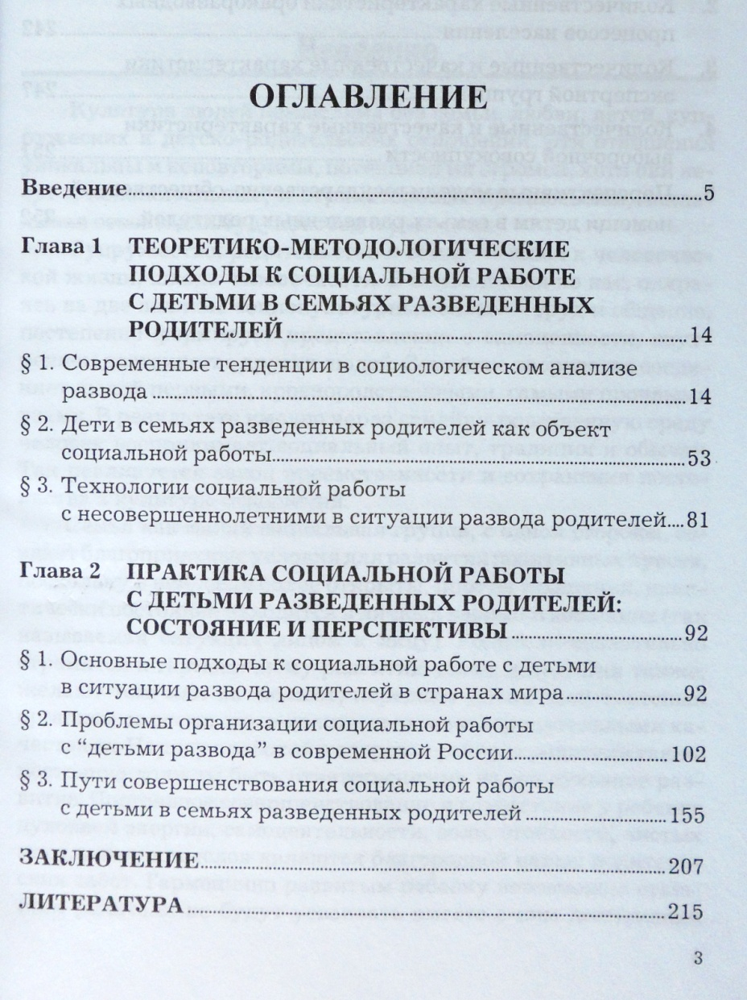 ОГЛАВЛЕНИЕ
Введение.....5
Глава 1 ТЕОРЕТИКО-МЕТОДОЛОГИЧЕСКИЕ
ПОДХОДЫ К СОЦИАЛЬНОЙ РАБОТЕ
С ДЕТЬМИ В СЕМЬЯХ РАЗВЕДЕННЫХ
РОДИТЕЛЕЙ.....14
§ 1. Современные тенденции в социологическом анализе
развода.....14
§ 2. Дети в семьях разведенных родителей как объект
социальной работы.....53
§ 3. Технологии социальной работы
с несовершеннолетними в ситуации развода родителей....81
Глава 2 ПРАКТИКА СОЦИАЛЬНОЙ РАБОТЫ
С ДЕТЬМИ РАЗВЕДЕННЫХ РОДИТЕЛЕЙ:
СОСТОЯНИЕ И ПЕРСПЕКТИВЫ.....92
§ 1. Основные подходы к социальной работе с детьми
в ситуации развода родителей в странах мира.....92
§ 2. Проблемы организации социальной работы
с “детьми развода” в современной России.....102
§ 3. Пути совершенствования социальной работы
с детьми в семьях разведенных родителей.....155
ЗАКЛЮЧЕНИЕ.....207
ЛИТЕРАТУРА.....215
3